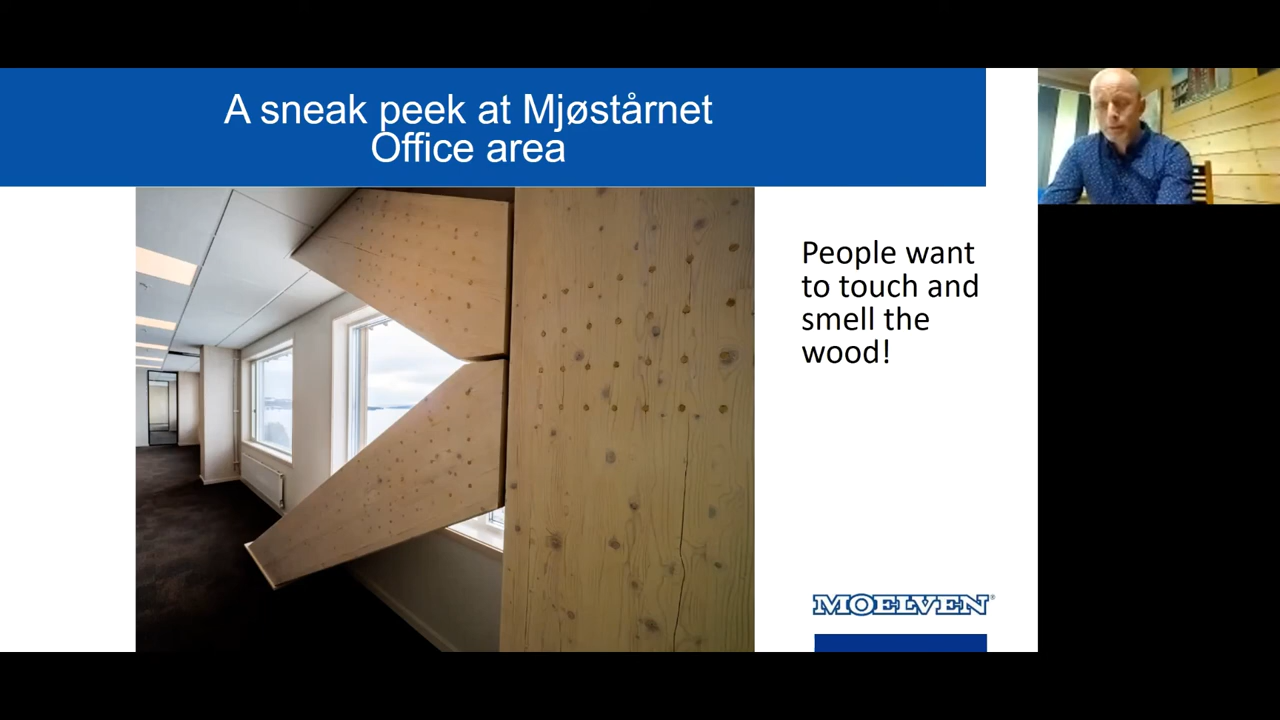 A sneak peek at Mjøstårnet
Office area
People want
to touch and
smell the
wood!
MOELVEN®